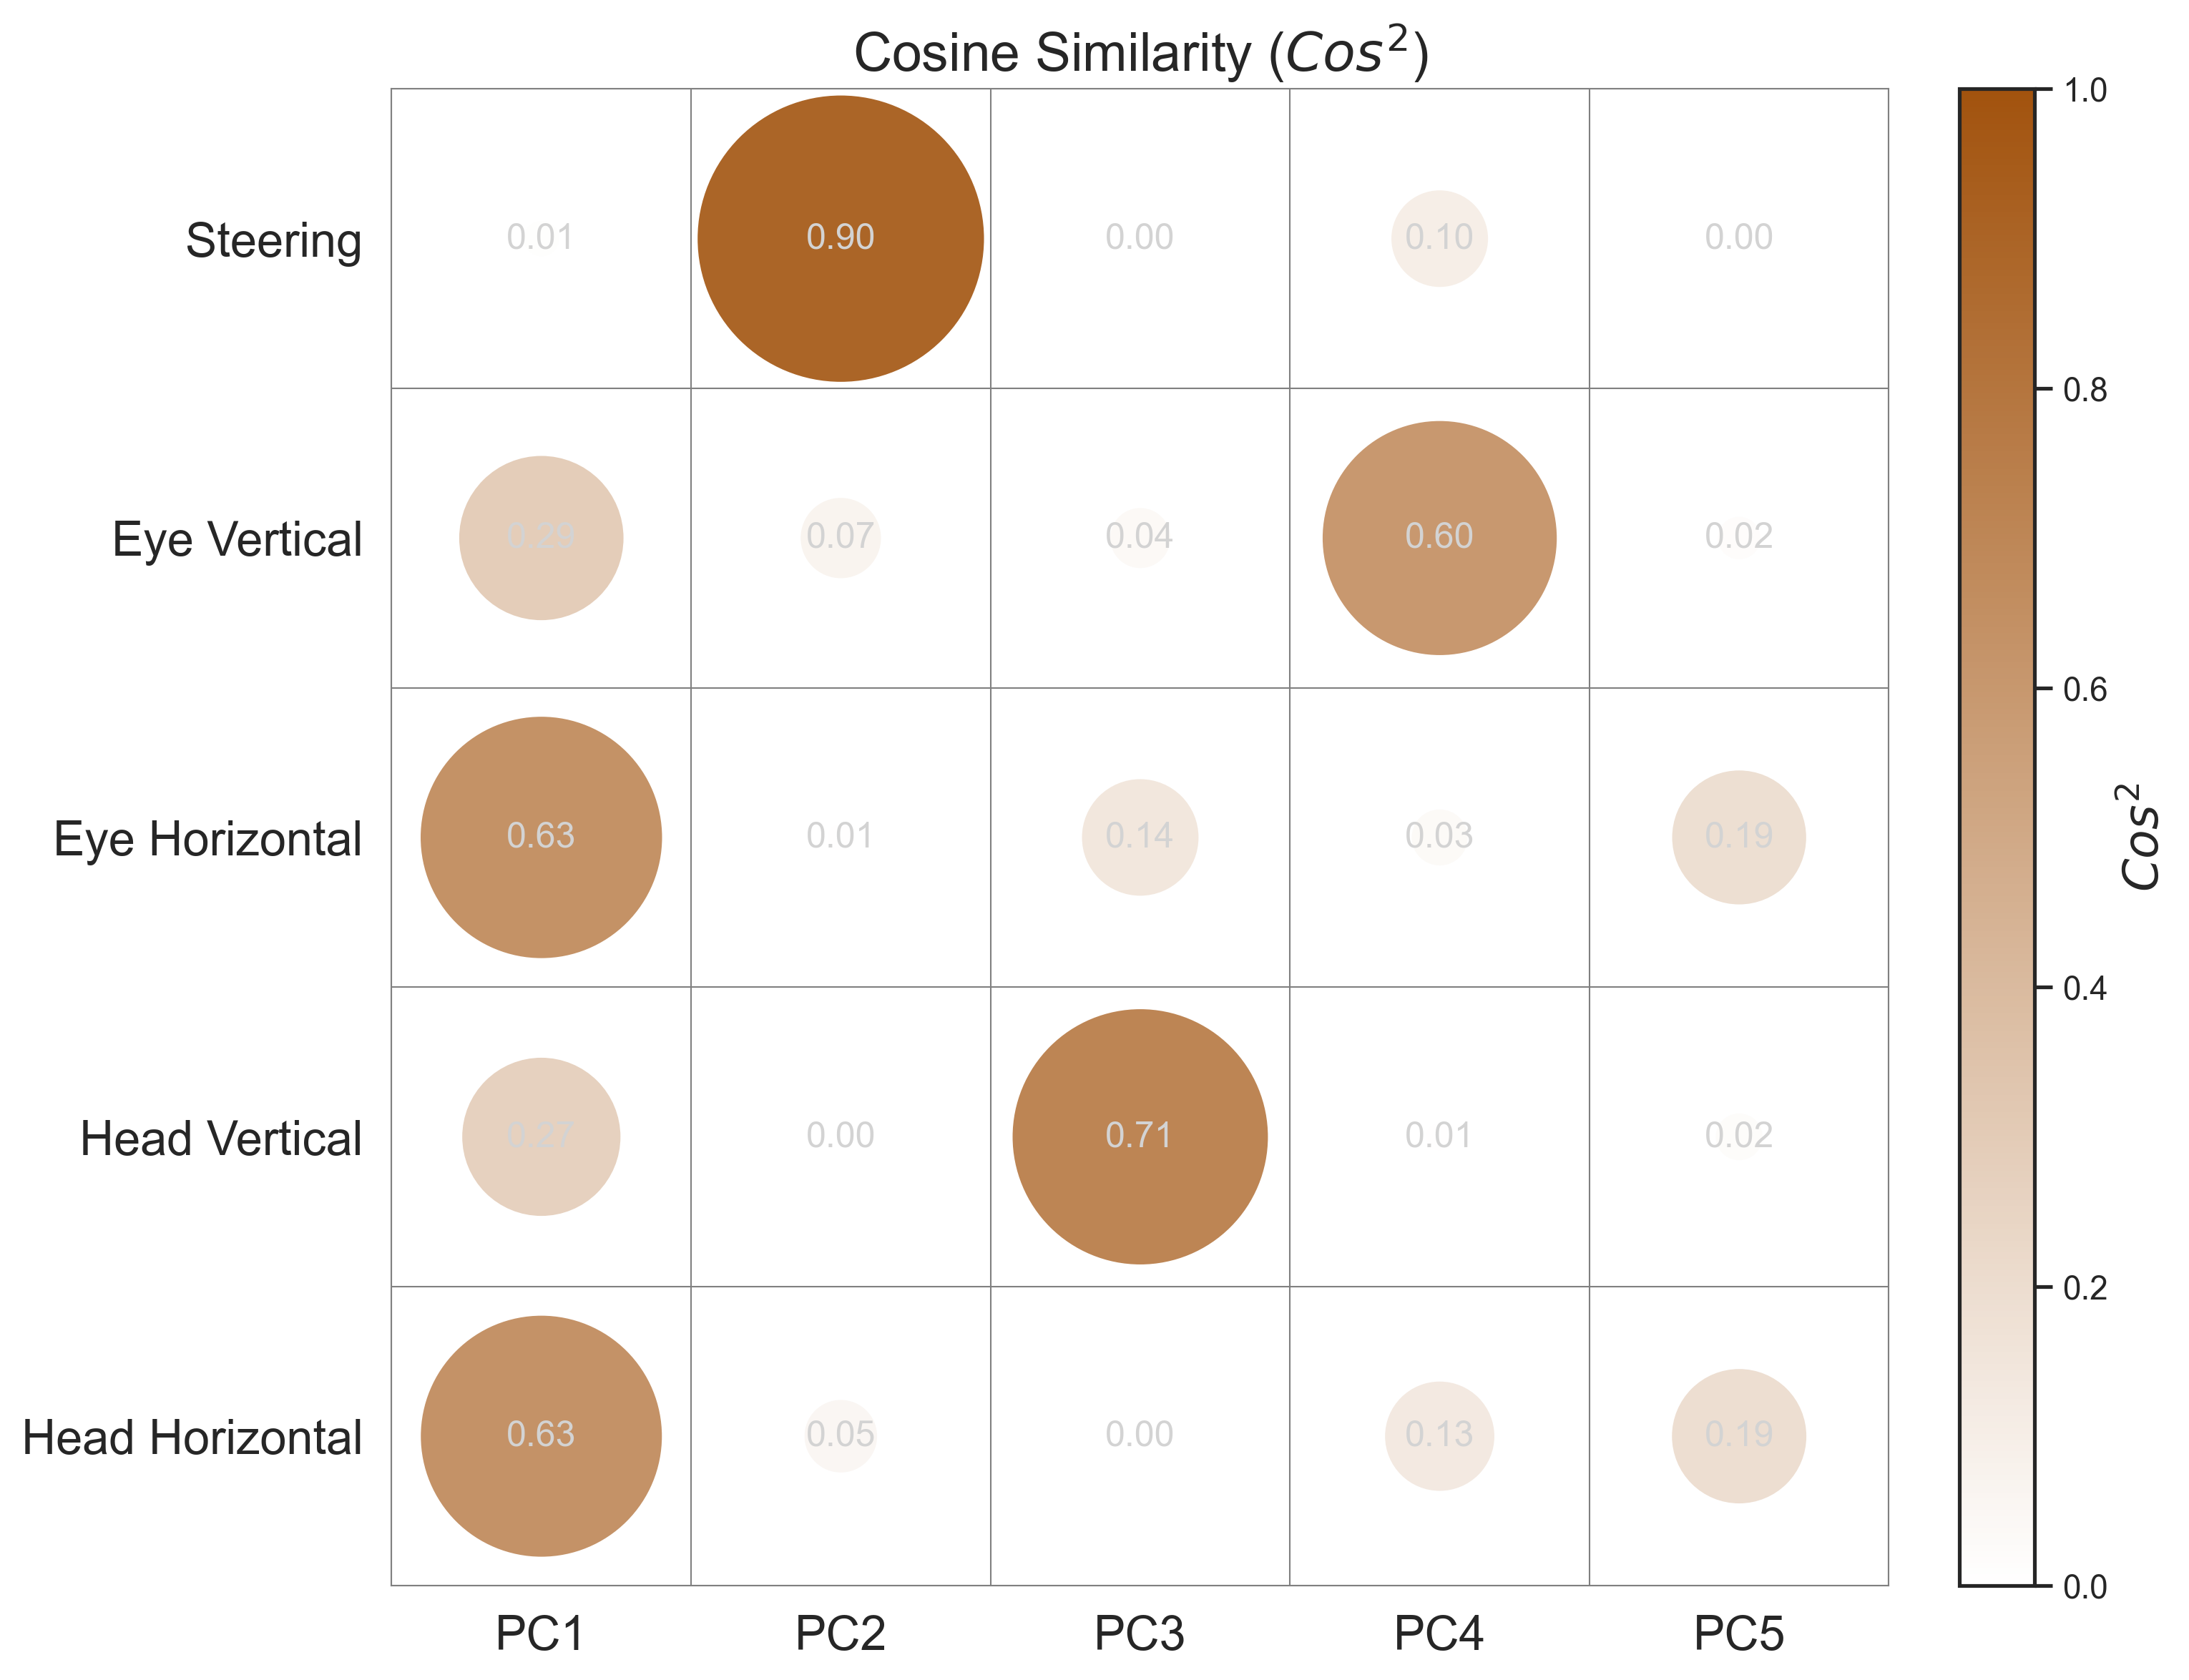 Cosine Similarity (Cos²)
Steering 0.01 0.90 0.00 0.10 0.00
Eye Vertical 0.29 0.07 0.04 0.60 0.02
Eye Horizontal 0.63 0.01 0.14 0.03 0.19
Head Vertical 0.27 0.00 0.71 0.01 0.02
Head Horizontal 0.63 0.05 0.00 0.13 0.19
PC1 PC2 PC3 PC4 PC5
1.0
0.8
0.6
0.4
0.2
0.0
Cos²